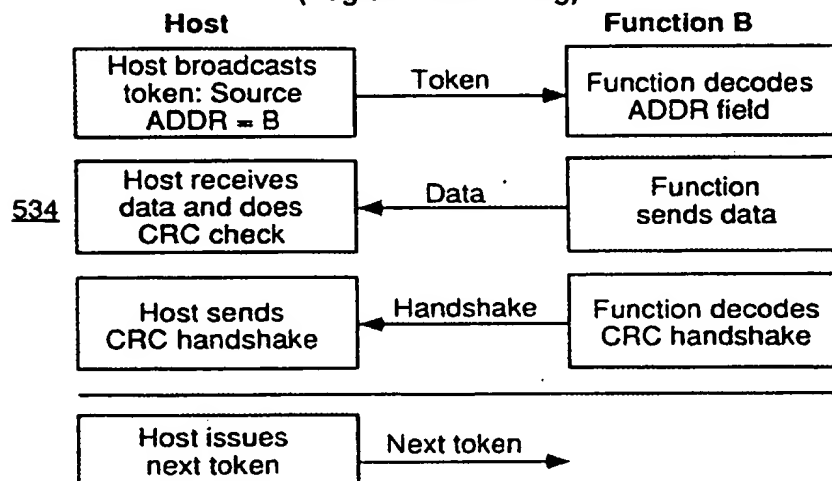 Host
Function B
Host broadcasts
token: Source
ADDR = B
Token
Function decodes
ADDR field
534
Host receives
data and does
CRC check
Data
Function
sends data
Host sends
CRC handshake
Handshake
Function decodes
CRC handshake
Host issues
next token
Next token